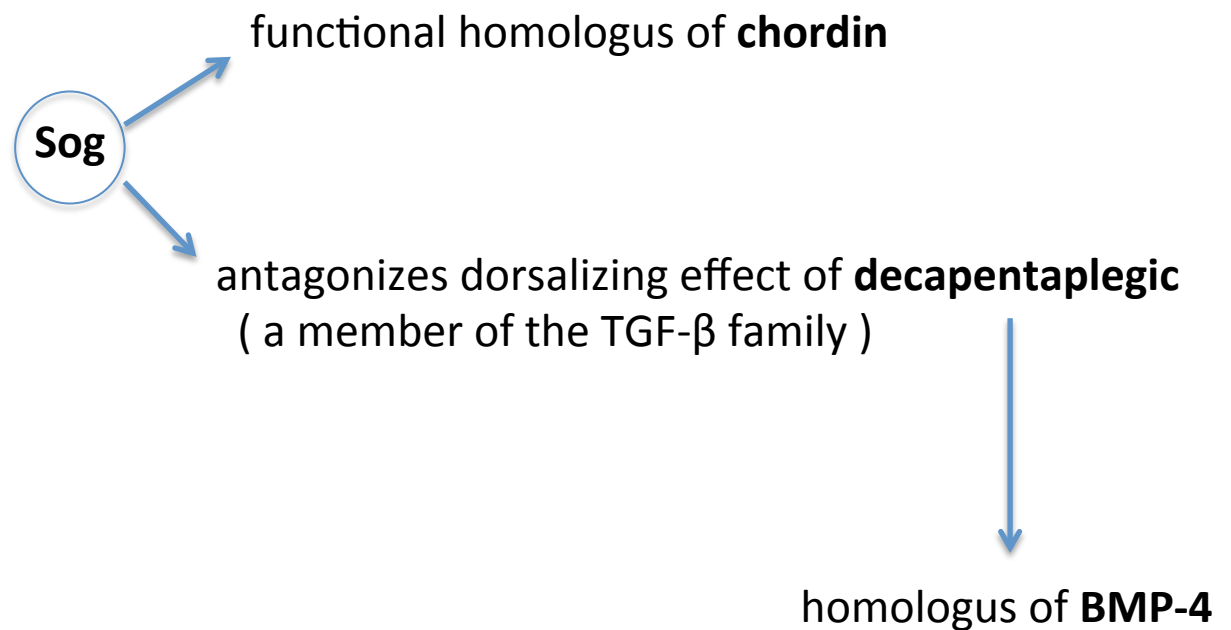 functional homologus of chordin
Sog
antagonizes dorsalizing effect of decapentaplegic
( a member of the TGF-β family )
homologus of BMP-4